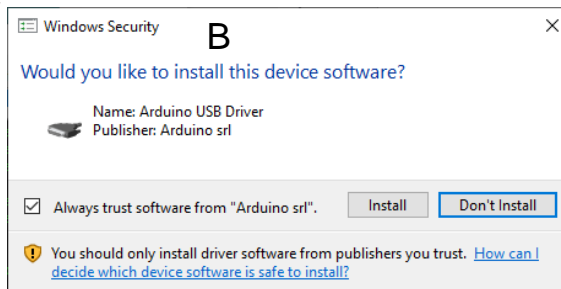 Windows Security
B
Would you like to install this device software?
Name: Arduino USB Driver
Publisher: Arduino srl
Always trust software from "Arduino srl".
Install
Don't Install
You should only install driver software from publishers you trust. How can I
decide which device software is safe to install?